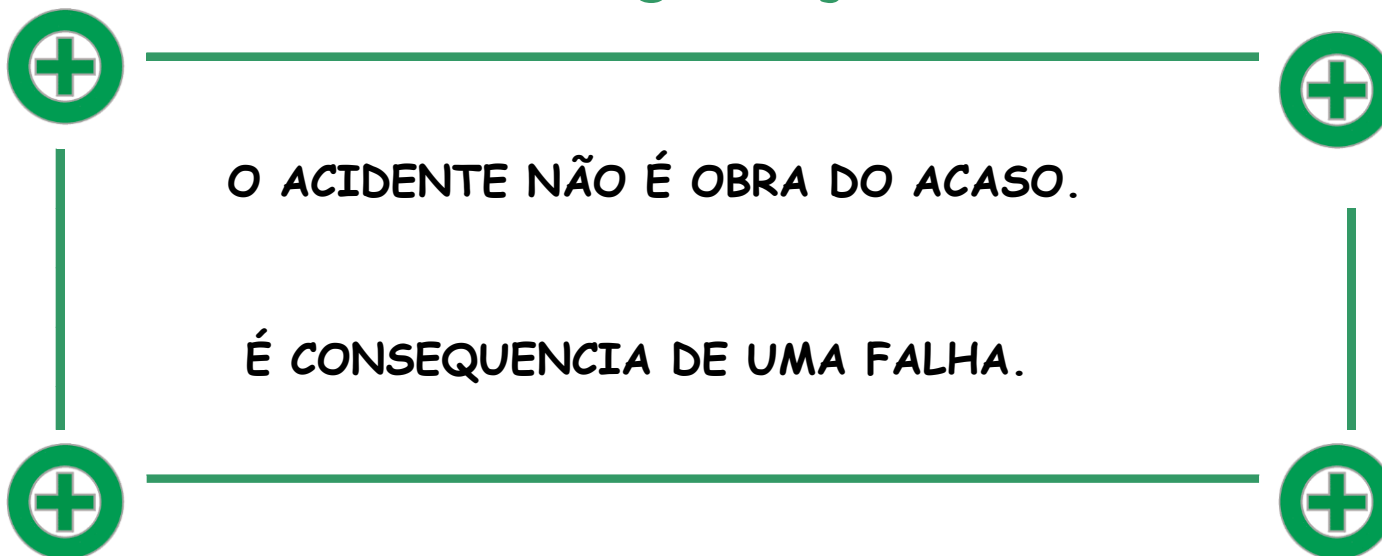 O ACIDENTE NÃO É OBRA DO ACASO.
É CONSEQUENCIA DE UMA FALHA.